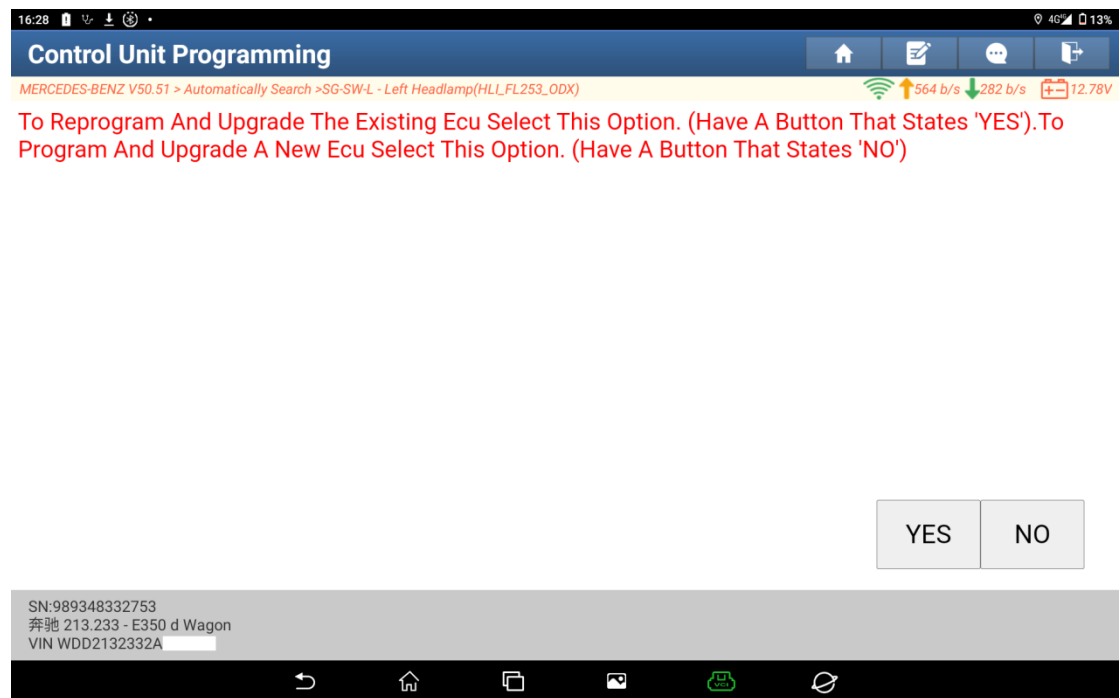 16:28
4G 13%
Control Unit Programming
MERCEDES-BENZ V50.51 > Automatically Search >SG-SW-L - Left Headlamp(HLI_FL253_ODX)
564 b/s 282 b/s 12.78V
To Reprogram And Upgrade The Existing Ecu Select This Option. (Have A Button That States 'YES').To
Program And Upgrade A New Ecu Select This Option. (Have A Button That States 'NO')
YES NO
SN:989348332753
奔驰 213.233 - E350 d Wagon
VIN WDD2132332A
VCI